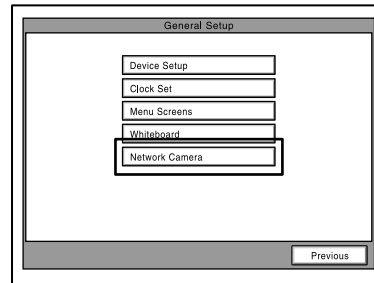 General Setup
Device Setup
Clock Set
Menu Screens
Whiteboard
Network Camera
Previous